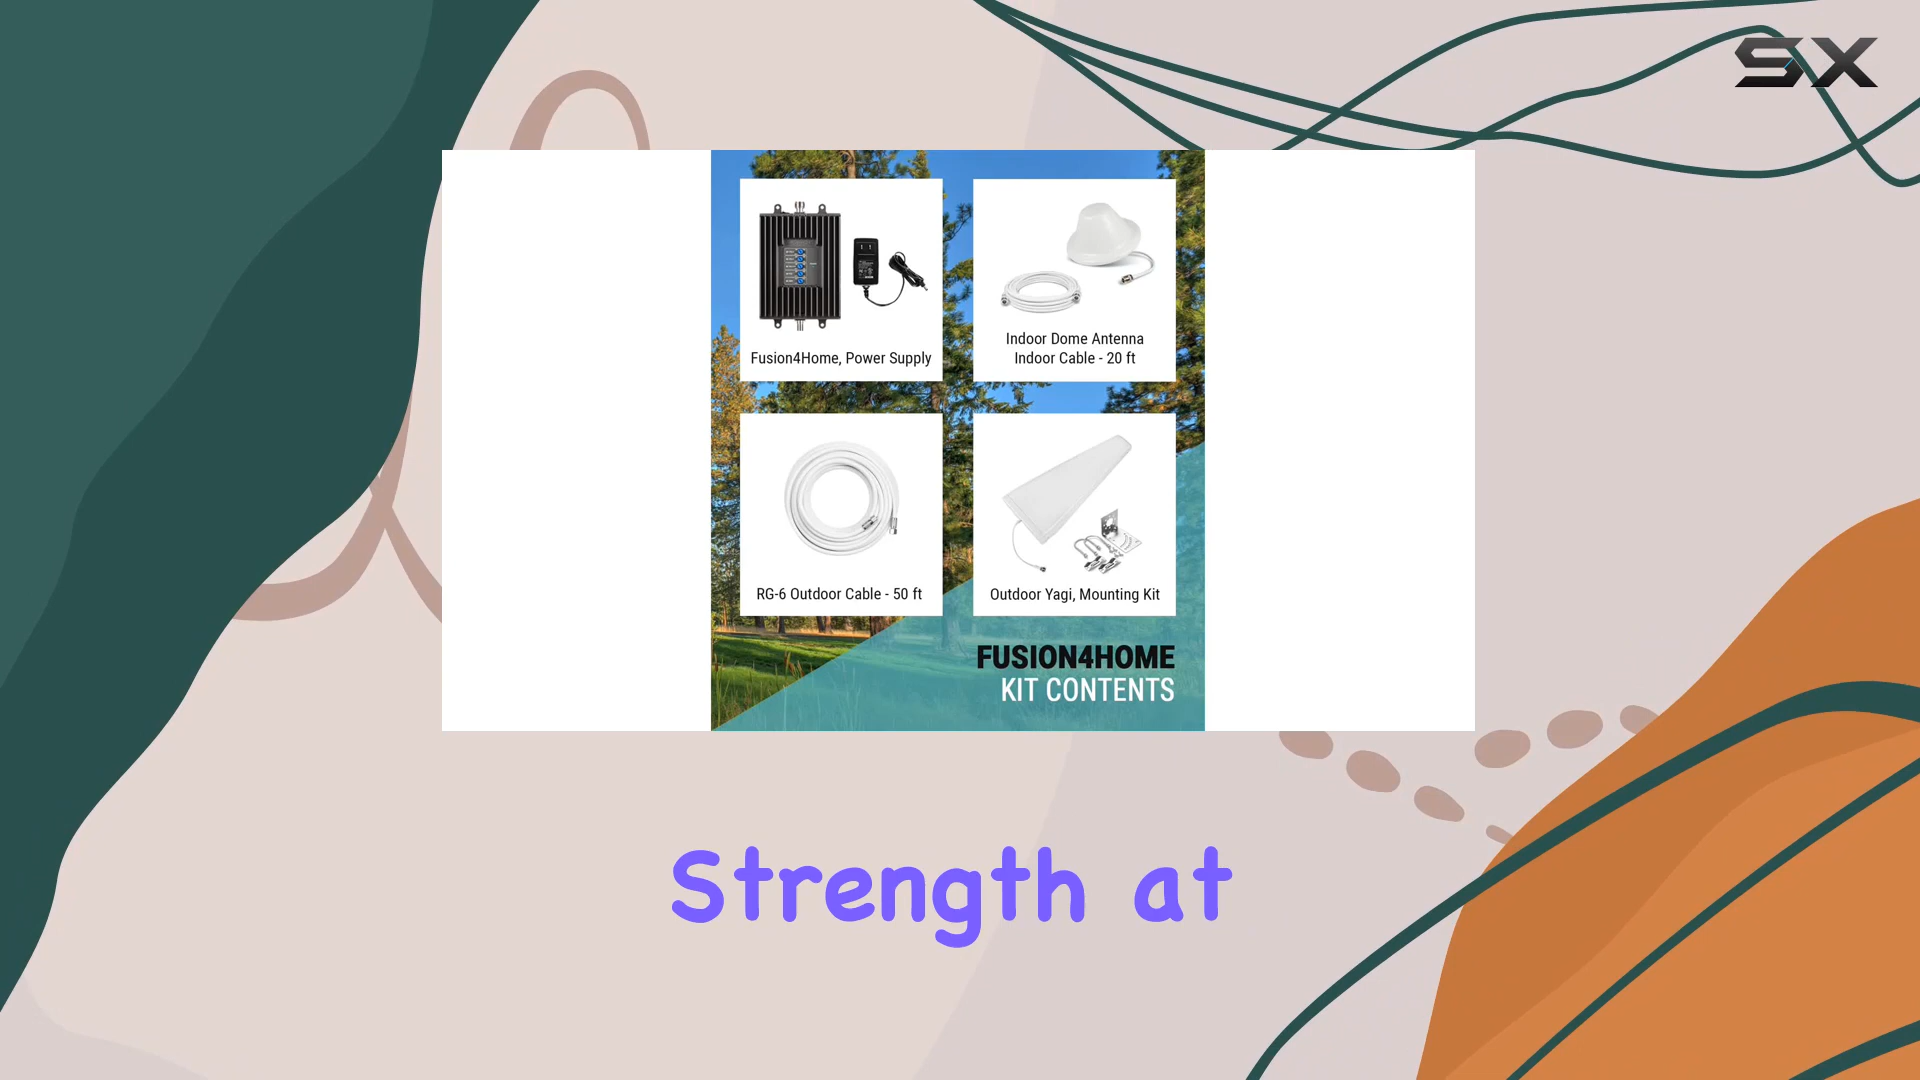 SX
Fusion4Home, Power Supply
Indoor Dome Antenna
Indoor Cable - 20 ft
RG-6 Outdoor Cable - 50 ft
Outdoor Yagi, Mounting Kit
FUSION4HOME
KIT CONTENTS
Strength at